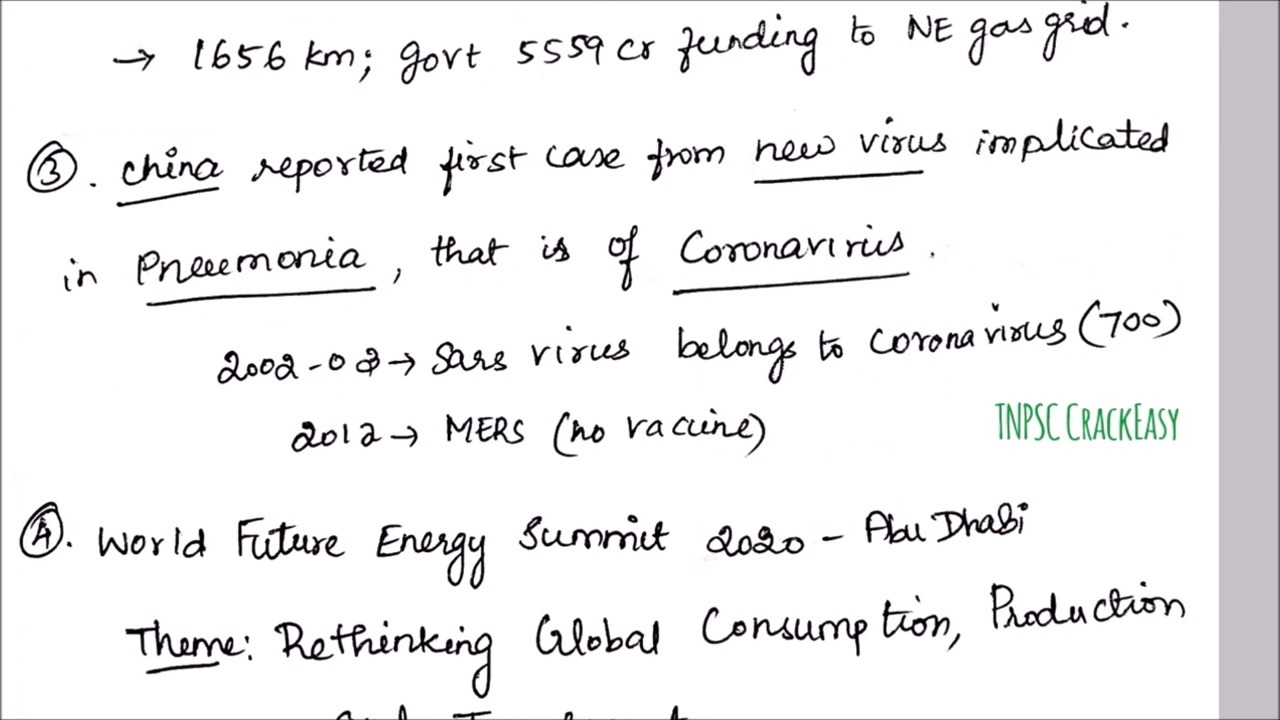 → 1656 km; govt 5559 cr funding to NE gas grid.
③. China reported first case from new virus implicated
in Pneumonia, that is of Coronavirus.
2002-03 → Sars virus belongs to coronavirus (700)
2012 → MERS (no vaccine)
TNPSC CrackEasy
④. World Future Energy Summit 2020 - Abu Dhabi
Theme: Rethinking Global Consumption, Production